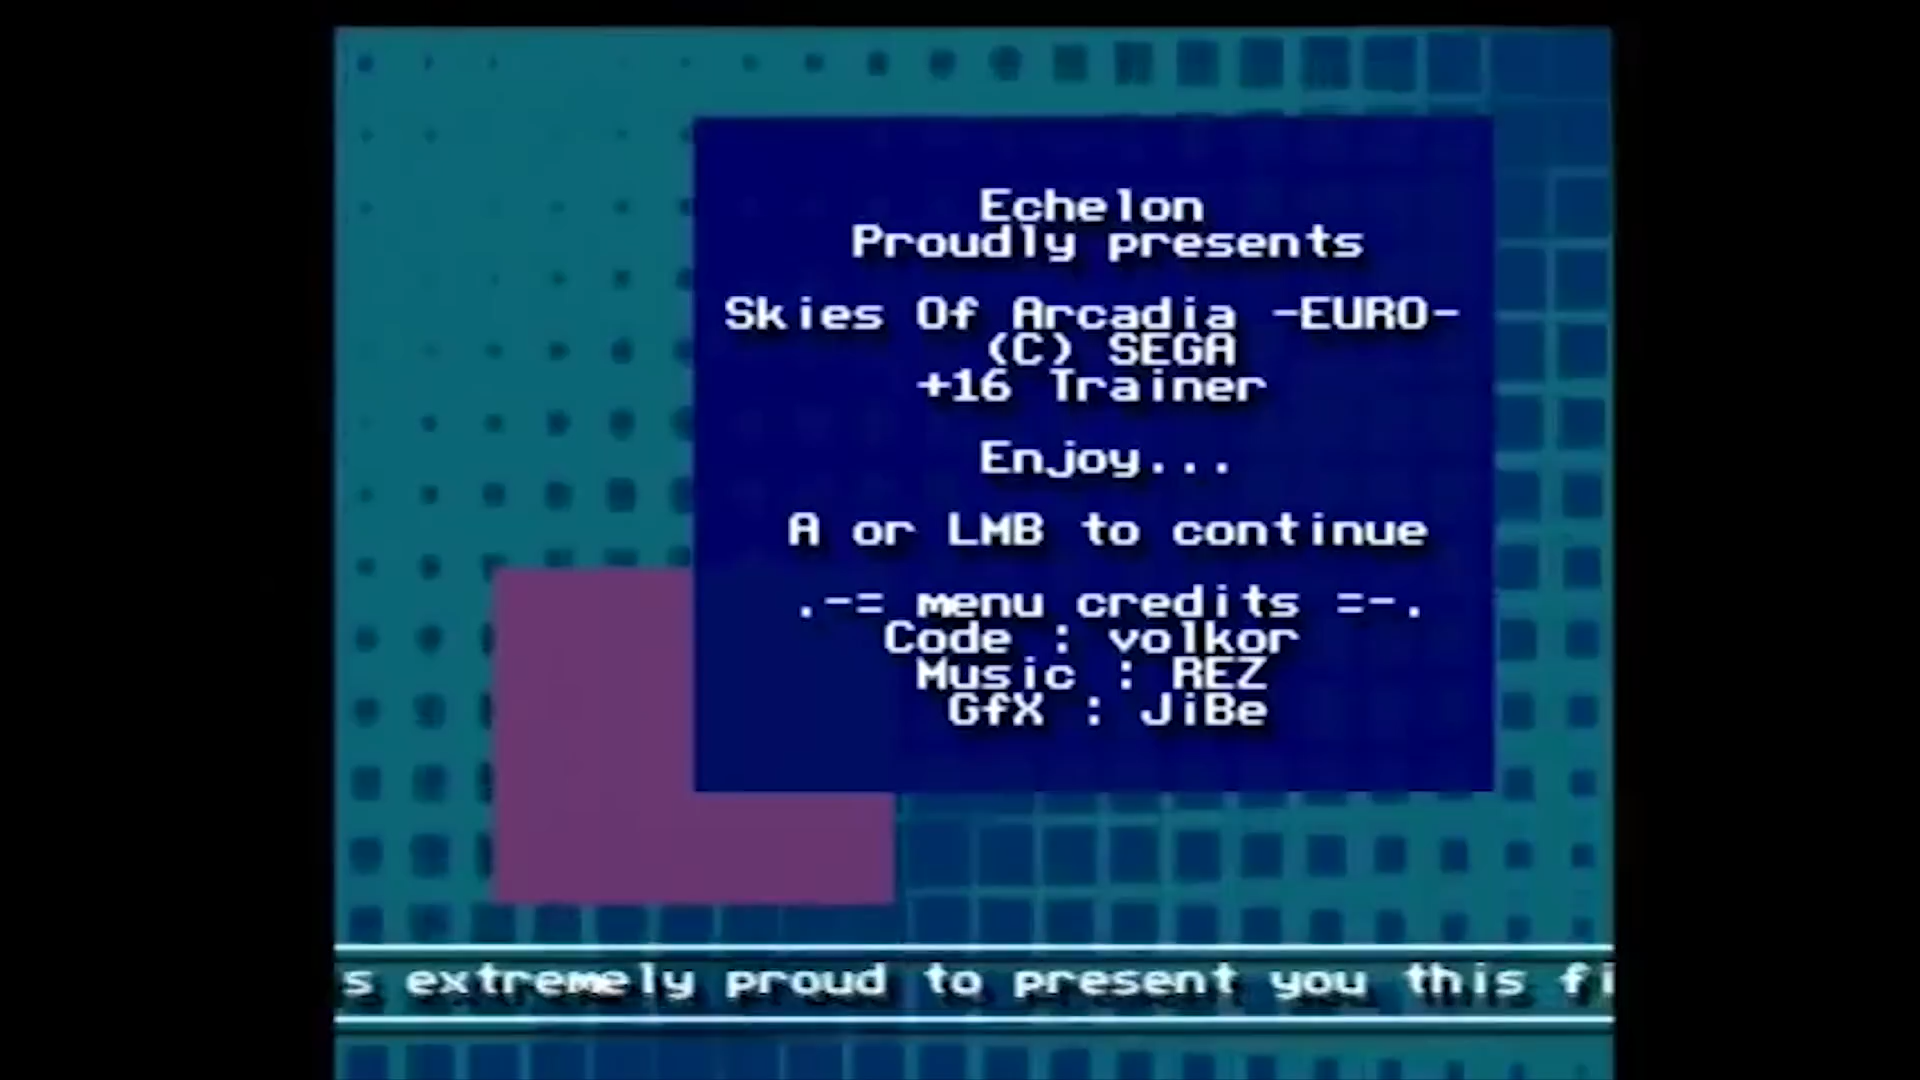 Echelon
Proudly presents
Skies Of Arcadia -EURO-
(C) SEGA
+16 Trainer
Enjoy...
A or LMB to continue
.-= menu credits =-.
Code : volkor
Music : REZ
GfX : JiBe
s extremely proud to present you this fi